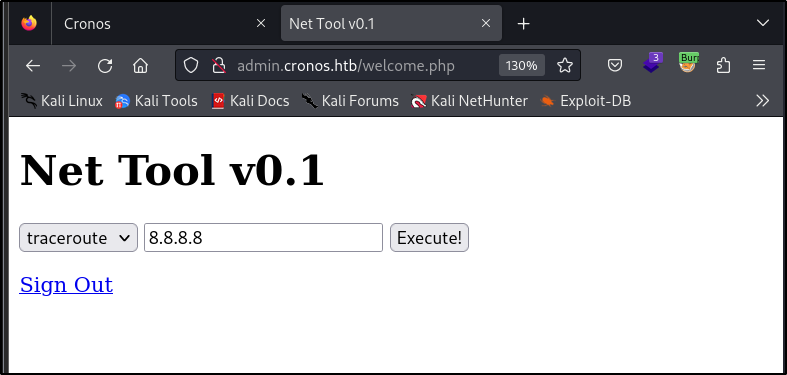 Cronos
Net Tool v0.1
admin.cronos.htb/welcome.php
130%
3
Burp
Kali Linux
Kali Tools
Kali Docs
Kali Forums
Kali NetHunter
Exploit-DB
Net Tool v0.1
traceroute
8.8.8.8
Execute!
Sign Out